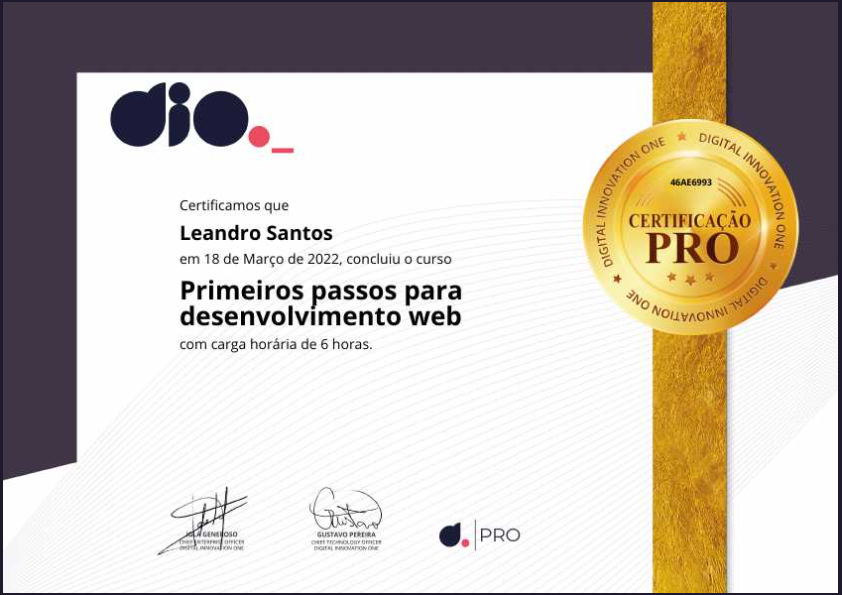 dio._
Certificamos que
Leandro Santos
em 18 de Março de 2022, concluiu o curso
Primeiros passos para
desenvolvimento web
com carga horária de 6 horas.
DIGITAL INNOVATION ONE
DIGITAL INNOVATION ONE
DIGITAL INNOVATION ONE
46AE6993
CERTIFICAÇÃO
PRO
IGLÁ GENEROSO
CHIEF ENTERPRISE OFFICER
DIGITAL INNOVATION ONE
Gustavo
GUSTAVO PEREIRA
CHIEF TECHNOLOGY OFFICER
DIGITAL INNOVATION ONE
d. PRO